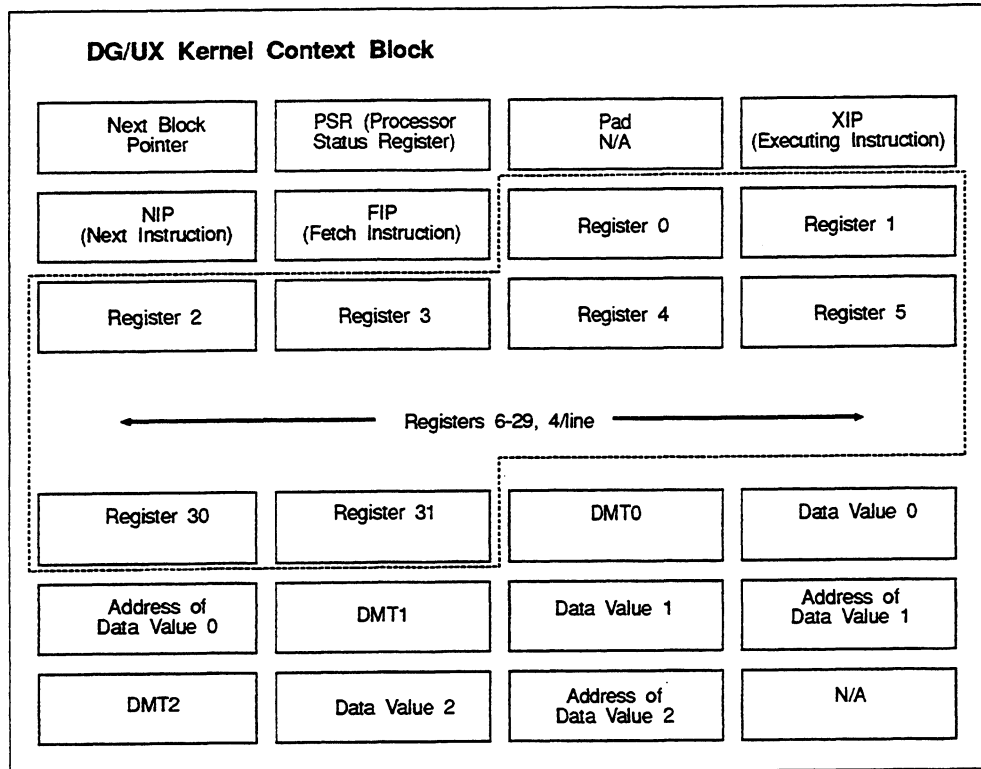 DG/UX Kernel Context Block
Next Block
Pointer
PSR (Processor
Status Register)
Pad
N/A
XIP
(Executing Instruction)
NIP
(Next Instruction)
FIP
(Fetch Instruction)
Register 0
Register 1
Register 2
Register 3
Register 4
Register 5
Registers 6-29, 4/line
Register 30
Register 31
DMT0
Data Value 0
Address of
Data Value 0
DMT1
Data Value 1
Address of
Data Value 1
DMT2
Data Value 2
Address of
Data Value 2
N/A